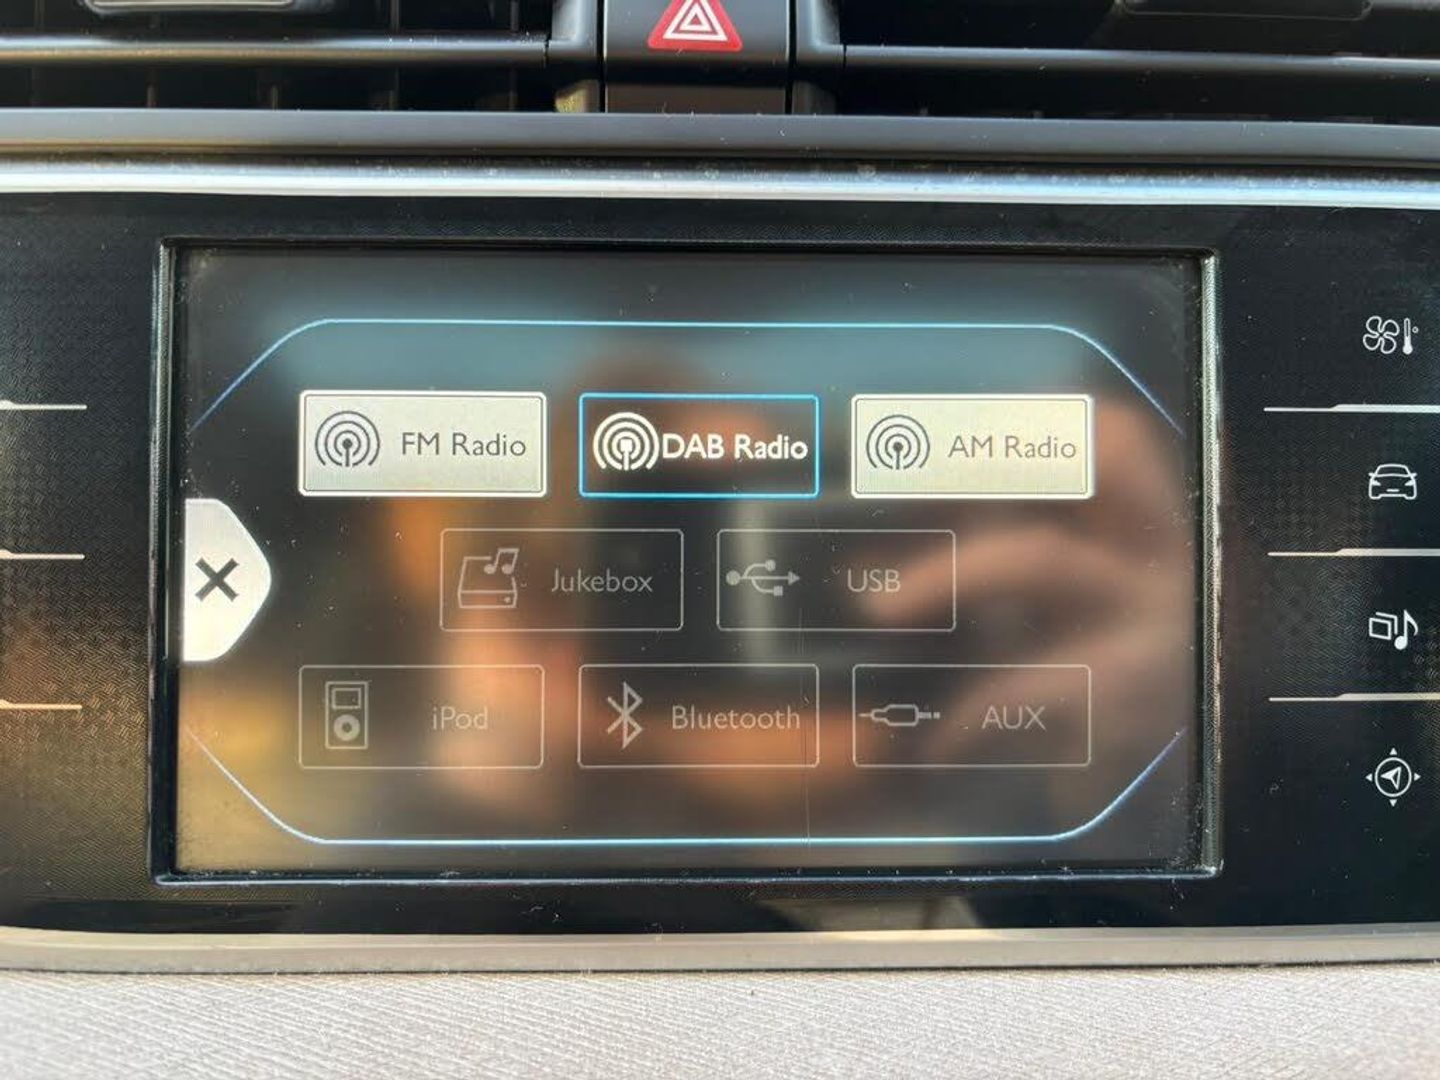 FM Radio
DAB Radio
AM Radio
Jukebox
USB
iPod
Bluetooth
AUX